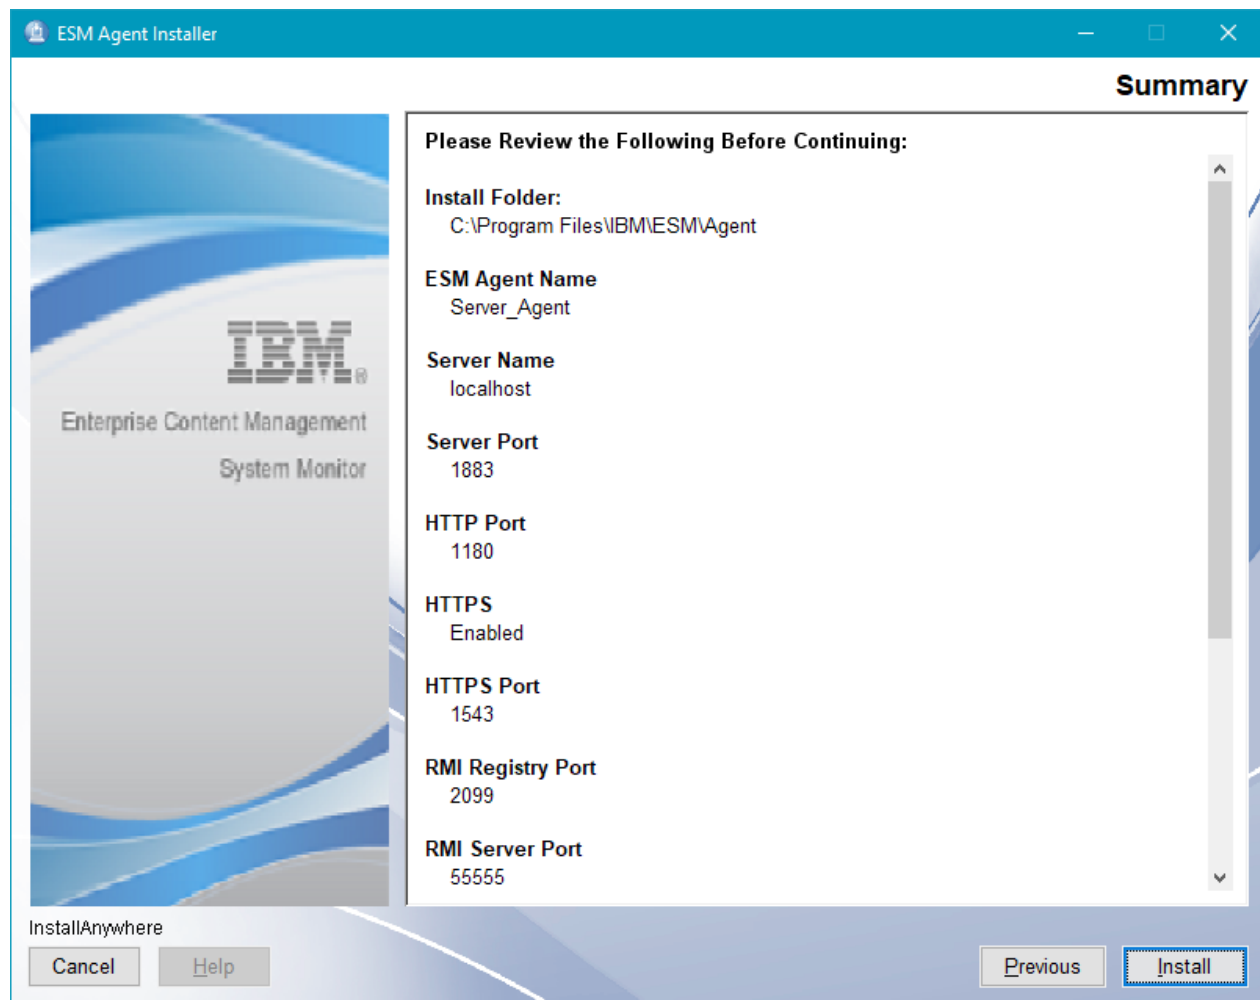 ESM Agent Installer
Summary
IBM®
Enterprise Content Management
System Monitor
Please Review the Following Before Continuing:
Install Folder:
C:\Program Files\IBM\ESM\Agent
ESM Agent Name
Server_Agent
Server Name
localhost
Server Port
1883
HTTP Port
1180
HTTPS
Enabled
HTTPS Port
1543
RMI Registry Port
2099
RMI Server Port
55555
InstallAnywhere
Cancel
Help
Previous
Install